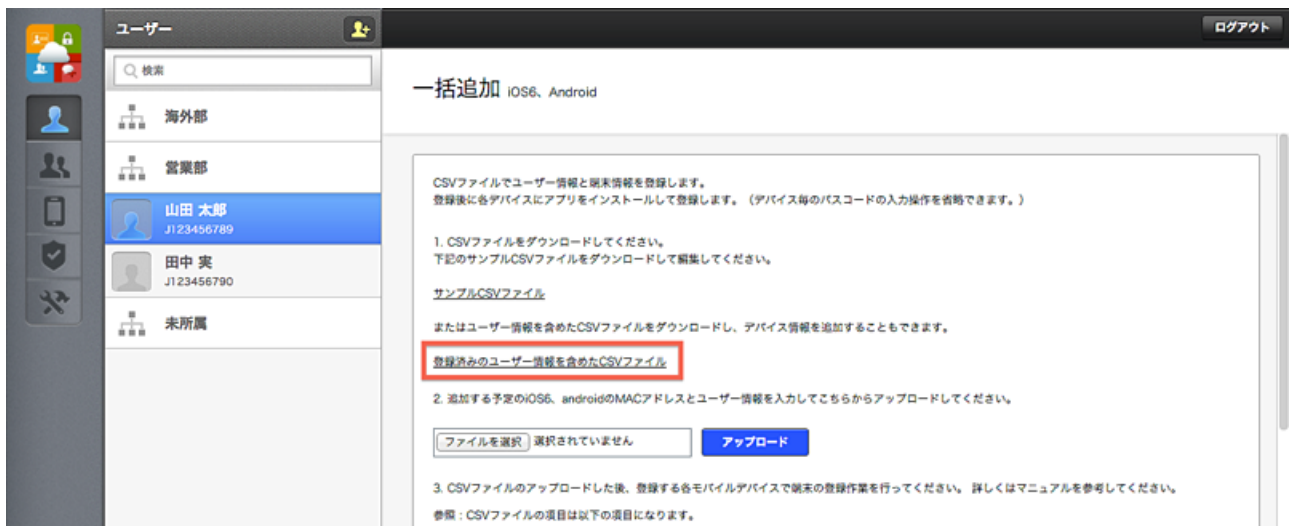 ユーザー
ログアウト
検索
海外部
営業部
山田 太郎
J123456789
田中 実
J123456790
未所属
一括追加 iOS6、Android
CSVファイルでユーザー情報と端末情報を登録します。
登録後に各デバイスにアプリをインストールして登録します。（デバイス毎のパスコードの入力操作を省略できます。）
1. CSVファイルをダウンロードしてください。
下記のサンプルCSVファイルをダウンロードして編集してください。
サンプルCSVファイル
またはユーザー情報を含めたCSVファイルをダウンロードし、デバイス情報を追加することもできます。
登録済みのユーザー情報を含めたCSVファイル
2. 追加する予定のiOS6、androidのMACアドレスとユーザー情報を入力してこちらからアップロードしてください。
ファイルを選択 選択されていません
アップロード
3. CSVファイルのアップロードした後、登録する各モバイルデバイスで端末の登録作業を行ってください。 詳しくはマニュアルを参考してください。
参照：CSVファイルの項目は以下の項目になります。